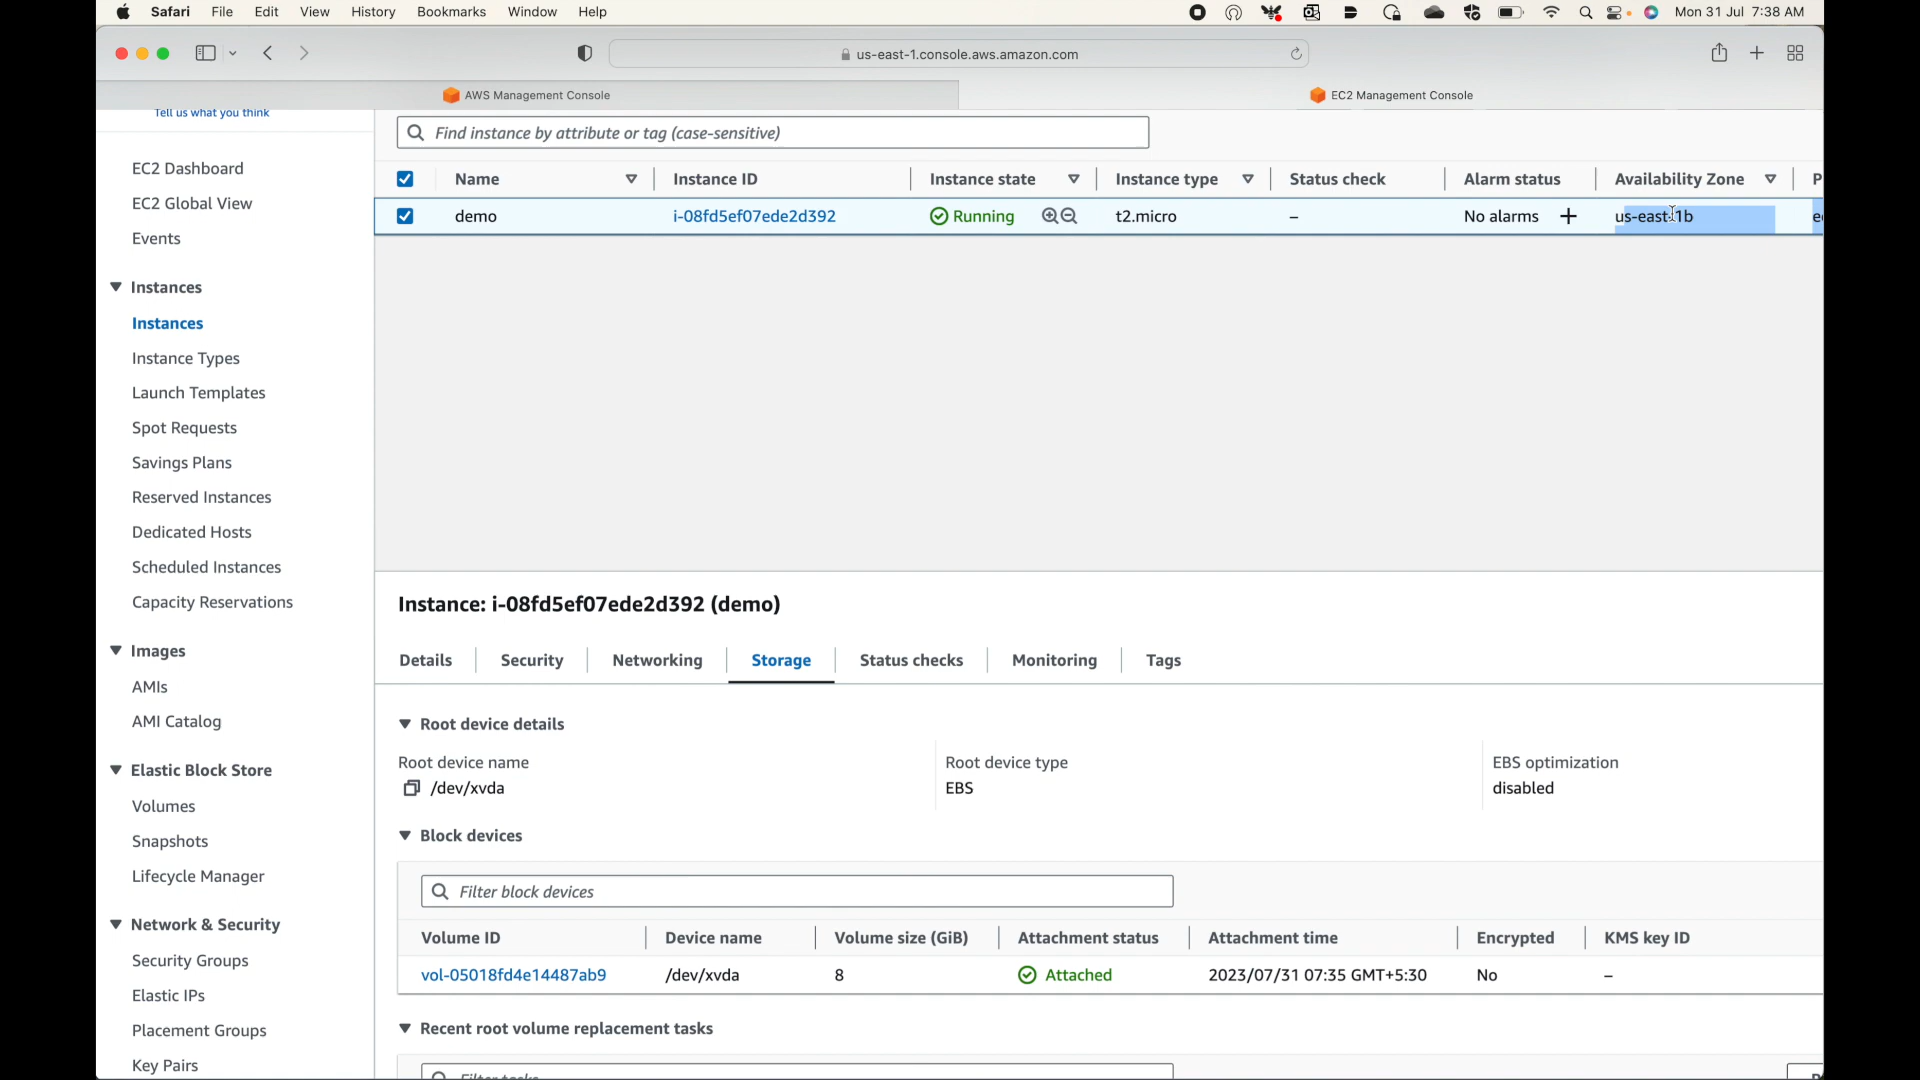 Safari File Edit View History Bookmarks Window Help Mon 31 Jul 7:38 AM
us-east-1.console.aws.amazon.com
AWS Management Console
EC2 Management Console
Tell us what you think
EC2 Dashboard
EC2 Global View
Events
Instances
Instances
Instance Types
Launch Templates
Spot Requests
Savings Plans
Reserved Instances
Dedicated Hosts
Scheduled Instances
Capacity Reservations
Images
AMIs
AMI Catalog
Elastic Block Store
Volumes
Snapshots
Lifecycle Manager
Network & Security
Security Groups
Elastic IPs
Placement Groups
Key Pairs
Find instance by attribute or tag (case-sensitive)
Name Instance ID Instance state Instance type Status check Alarm status Availability Zone P
demo i-08fd5ef07ede2d392 Running t2.micro – No alarms + us-east-1b
Instance: i-08fd5ef07ede2d392 (demo)
Details Security Networking Storage Status checks Monitoring Tags
Root device details
Root device name Root device type EBS optimization
/dev/xvda EBS disabled
Block devices
Filter block devices
Volume ID Device name Volume size (GiB) Attachment status Attachment time Encrypted KMS key ID
vol-05018fd4e14487ab9 /dev/xvda 8 Attached 2023/07/31 07:35 GMT+5:30 No –
Recent root volume replacement tasks
Filter tasks